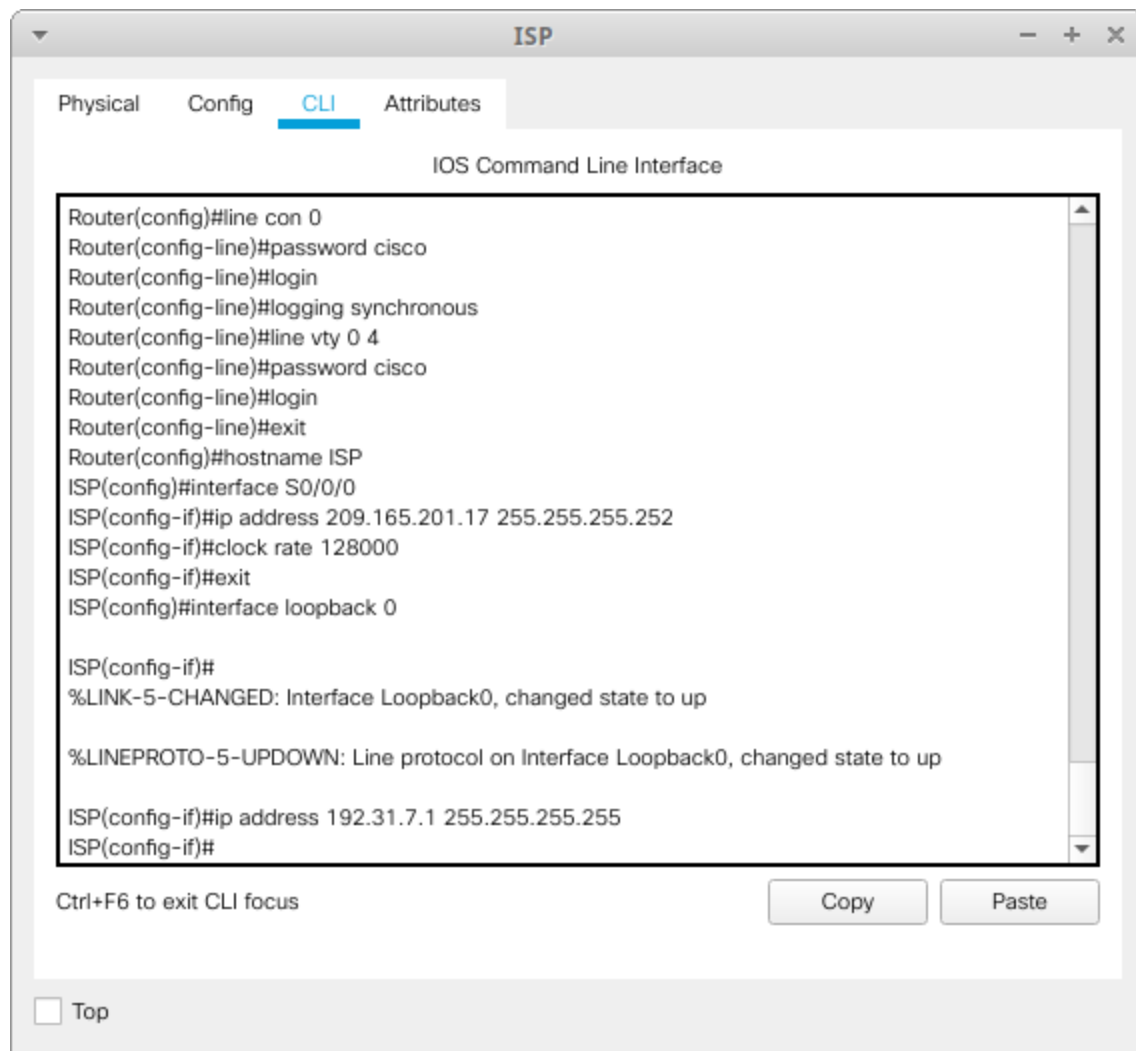 ISP
Physical Config CLI Attributes
IOS Command Line Interface
Router(config)#line con 0
Router(config-line)#password cisco
Router(config-line)#login
Router(config-line)#logging synchronous
Router(config-line)#line vty 0 4
Router(config-line)#password cisco
Router(config-line)#login
Router(config-line)#exit
Router(config)#hostname ISP
ISP(config)#interface S0/0/0
ISP(config-if)#ip address 209.165.201.17 255.255.255.252
ISP(config-if)#clock rate 128000
ISP(config-if)#exit
ISP(config)#interface loopback 0
ISP(config-if)#
%LINK-5-CHANGED: Interface Loopback0, changed state to up
%LINEPROTO-5-UPDOWN: Line protocol on Interface Loopback0, changed state to up
ISP(config-if)#ip address 192.31.7.1 255.255.255.255
ISP(config-if)#
Ctrl+F6 to exit CLI focus Copy Paste
Top